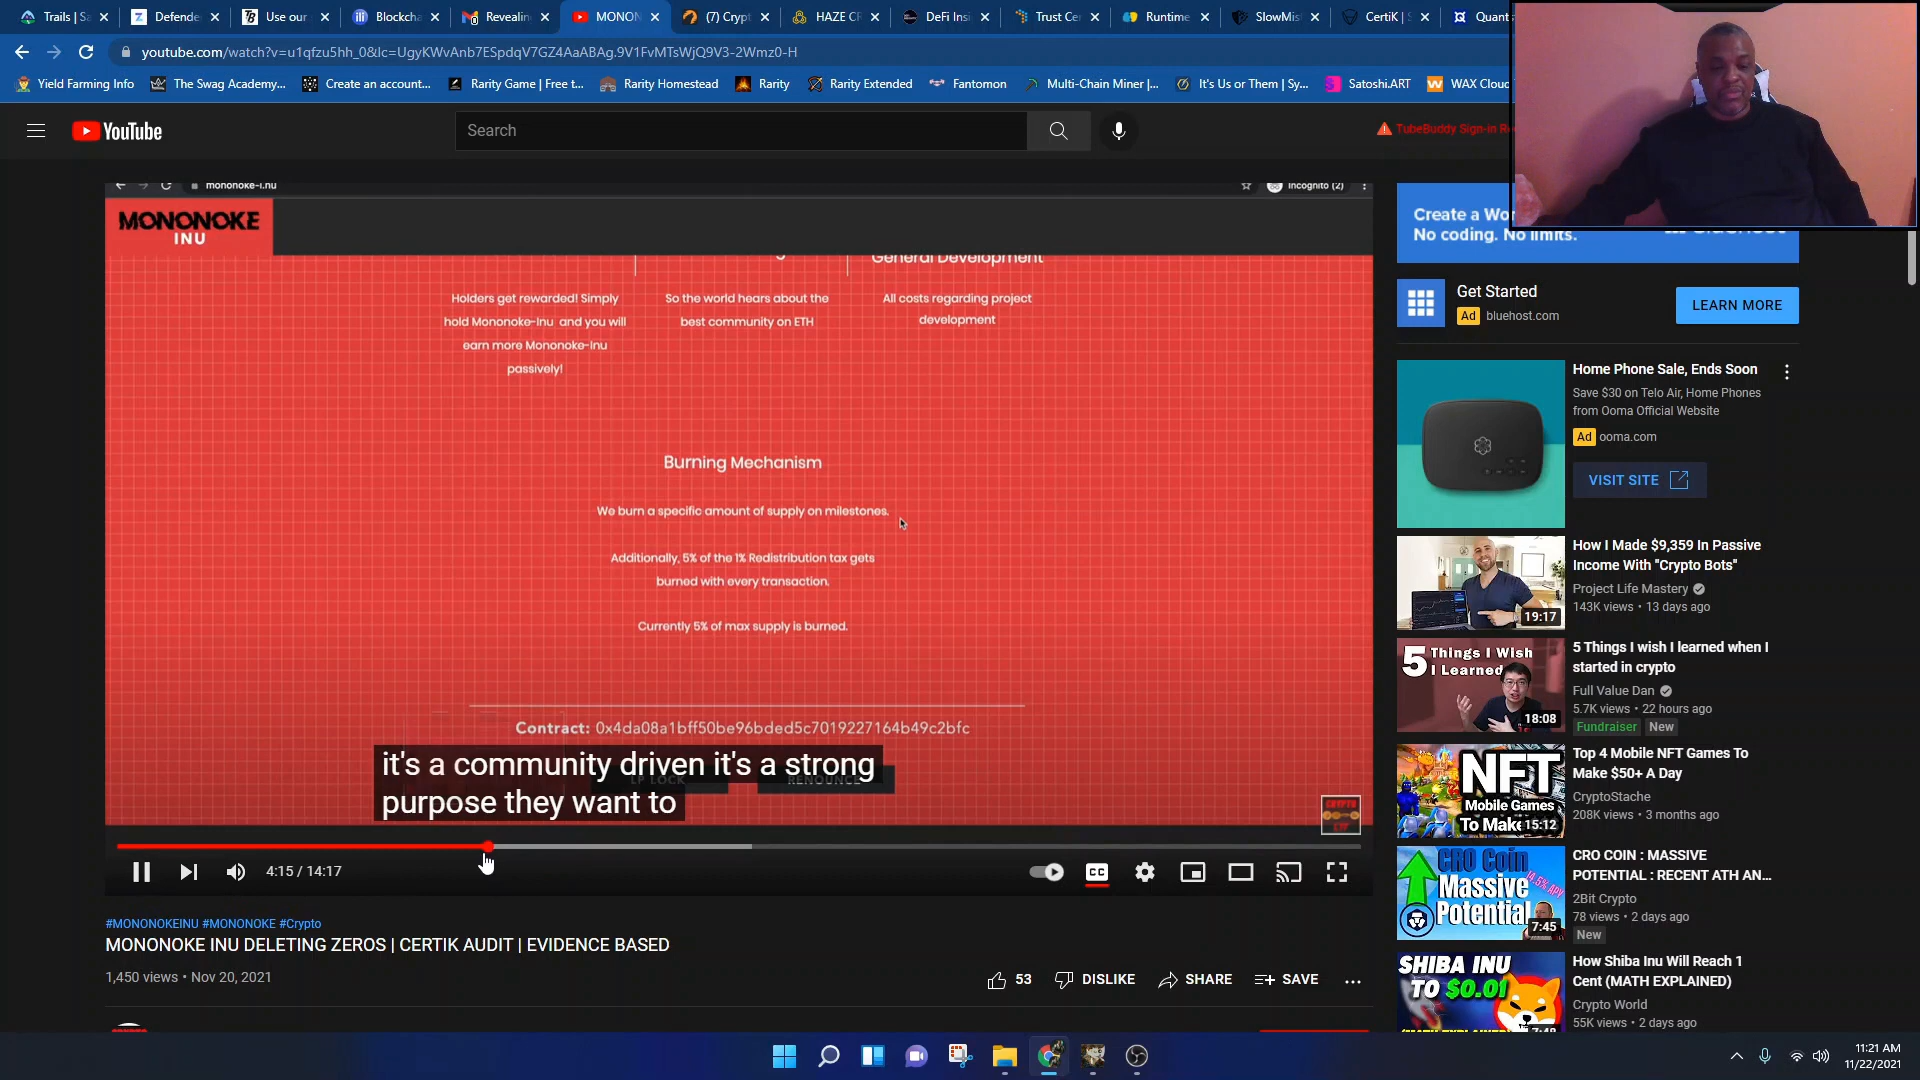 Trails | Sa
Defende
Use our
Blockcha
Revealin
MONON
(7) Crypt
HAZE CR
DeFi Insi
Trust Cen
Runtime
SlowMis
CertiK | S
Quant
youtube.com/watch?v=u1qfzu5hh_0&lc=UgyKWvAnb7ESpdqV7GZ4AaABAg.9V1FvMTsWjQ9V3-2Wmz0-H
Yield Farming Info
The Swag Academy...
Create an account...
Rarity Game | Free t...
Rarity Homestead
Rarity
Rarity Extended
Fantomon
Multi-Chain Miner |...
It's Us or Them | Sy...
Satoshi.ART
WAX Cloud
YouTube
Search
TubeBuddy Sign-in Re
mononoke-i.nu
Incognito (2)
MONONOKE
INU
General Development
Holders get rewarded! Simply
hold Mononoke-Inu and you will
earn more Mononoke-Inu
passively!
So the world hears about the
best community on ETH
All costs regarding project
development
Burning Mechanism
We burn a specific amount of supply on milestones.
Additionally, 5% of the 1% Redistribution tax gets
burned with every transaction.
Currently 5% of max supply is burned.
Contract: 0x4da08a1bff50be96bded5c7019227164b49c2bfc
LP LOCK
RENOUNCE
it's a community driven it's a strong
purpose they want to
CRYPTO
4:15 / 14:17
CC
#MONONOKEINU #MONONOKE #Crypto
MONONOKE INU DELETING ZEROS | CERTIK AUDIT | EVIDENCE BASED
1,450 views • Nov 20, 2021
53
DISLIKE
SHARE
SAVE
Create a Wor
No coding. No limits.
Get Started
Ad bluehost.com
LEARN MORE
Home Phone Sale, Ends Soon
Save $30 on Telo Air, Home Phones
from Ooma Official Website
Ad ooma.com
VISIT SITE
How I Made $9,359 In Passive
Income With "Crypto Bots"
Project Life Mastery
143K views • 13 days ago
19:17
5 Things I Wish
I Learned
18:08
5 Things I wish I learned when I
started in crypto
Full Value Dan
5.7K views • 22 hours ago
Fundraiser
New
NFT
Mobile Games
To Make
15:12
Top 4 Mobile NFT Games To
Make $50+ A Day
CryptoStache
208K views • 3 months ago
CRO Coin
Massive
Potential
14.5% APY
7:45
CRO COIN : MASSIVE
POTENTIAL : RECENT ATH AN...
2Bit Crypto
78 views • 2 days ago
New
SHIBA INU
TO $0.01
7:48
How Shiba Inu Will Reach 1
Cent (MATH EXPLAINED)
Crypto World
55K views • 2 days ago
11:21 AM
11/22/2021